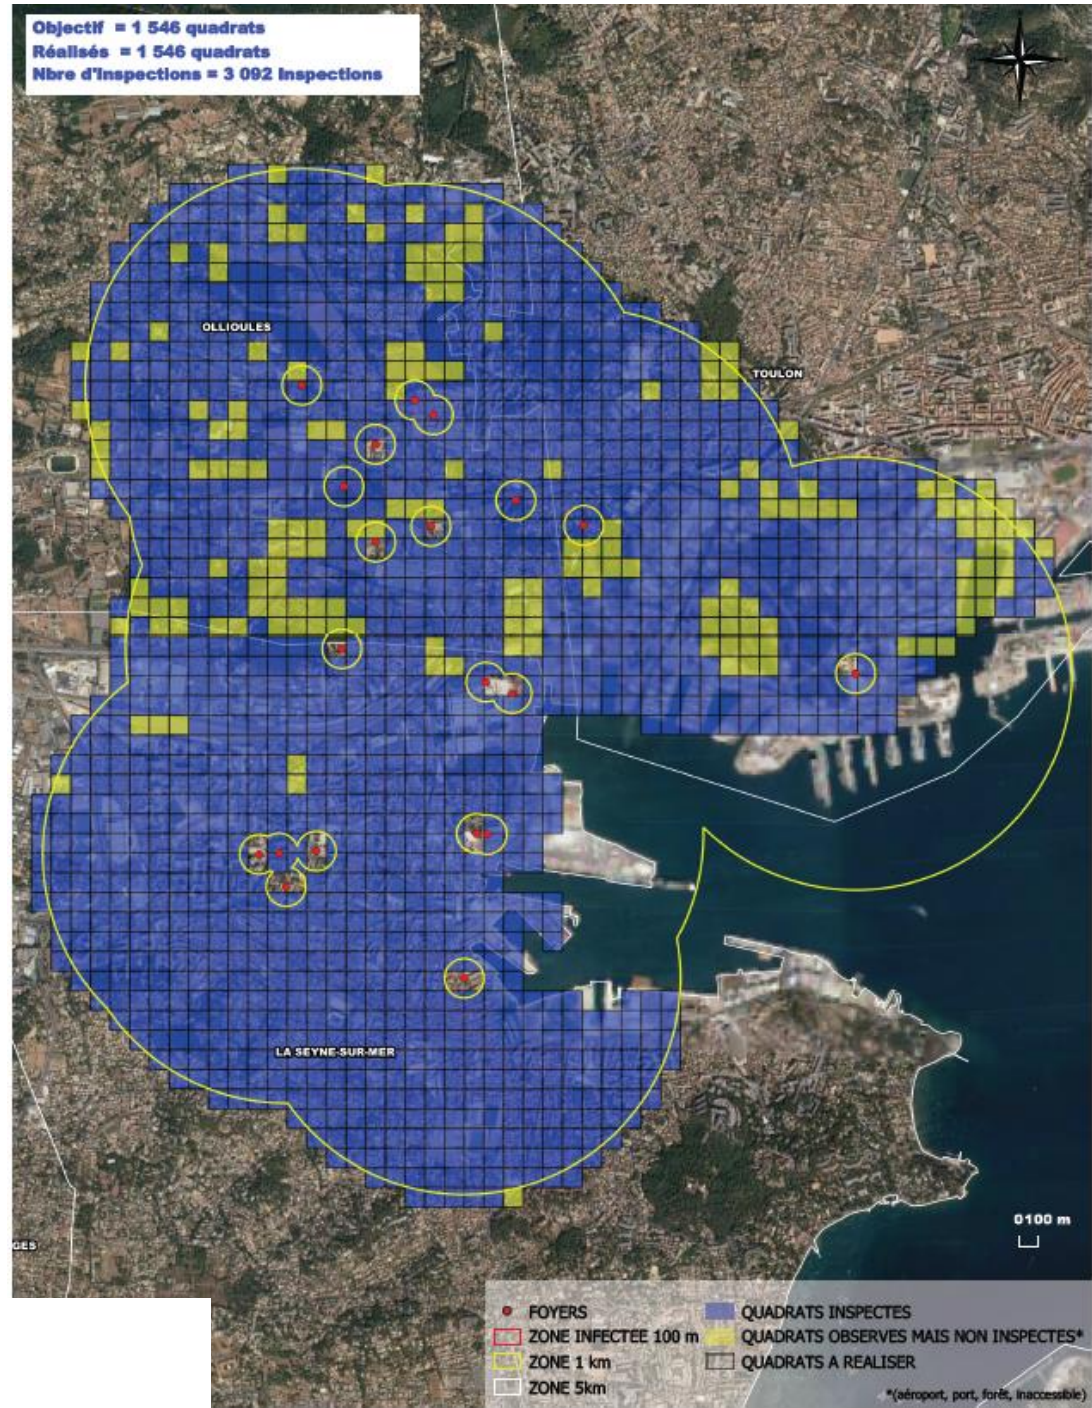 Objectif = 1 546 quadrats
Réalisés = 1 546 quadrats
Nbre d'Inspections = 3 092 Inspections
OLLIOULES
TOULON
LA SEYNE-SUR-MER
GES
0100 m
FOYERS
ZONE INFECTEE 100 m
ZONE 1 km
ZONE 5km
QUADRATS INSPECTES
QUADRATS OBSERVES MAIS NON INSPECTES*
QUADRATS A REALISER
*(aéroport, port, forêt, inaccessible)